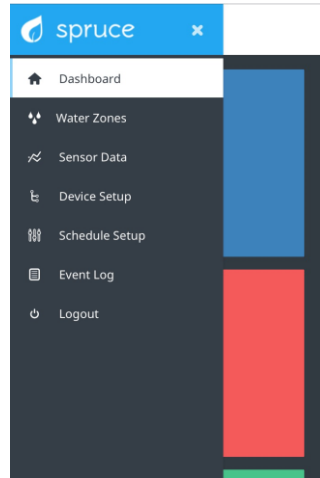 spruce
Dashboard
Water Zones
Sensor Data
Device Setup
Schedule Setup
Event Log
Logout